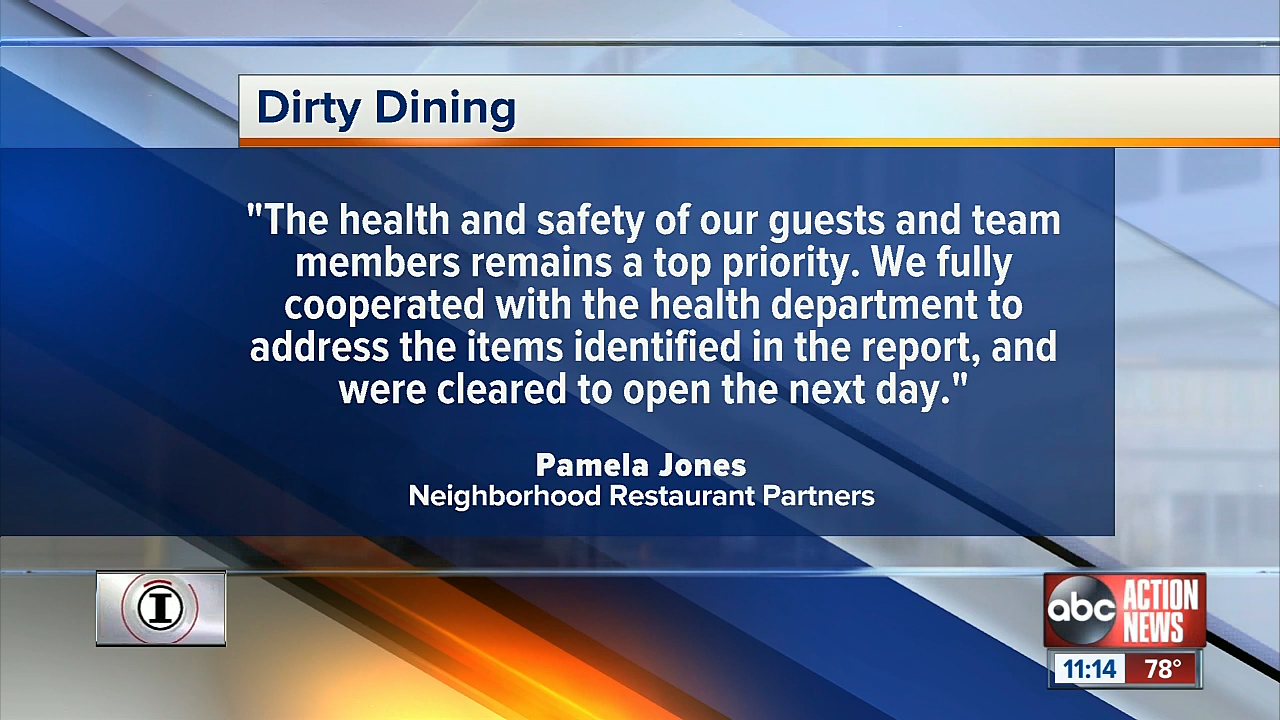 Dirty Dining
"The health and safety of our guests and team
members remains a top priority. We fully
cooperated with the health department to
address the items identified in the report, and
were cleared to open the next day."
Pamela Jones
Neighborhood Restaurant Partners
I
abc ACTION
NEWS
11:14 78°